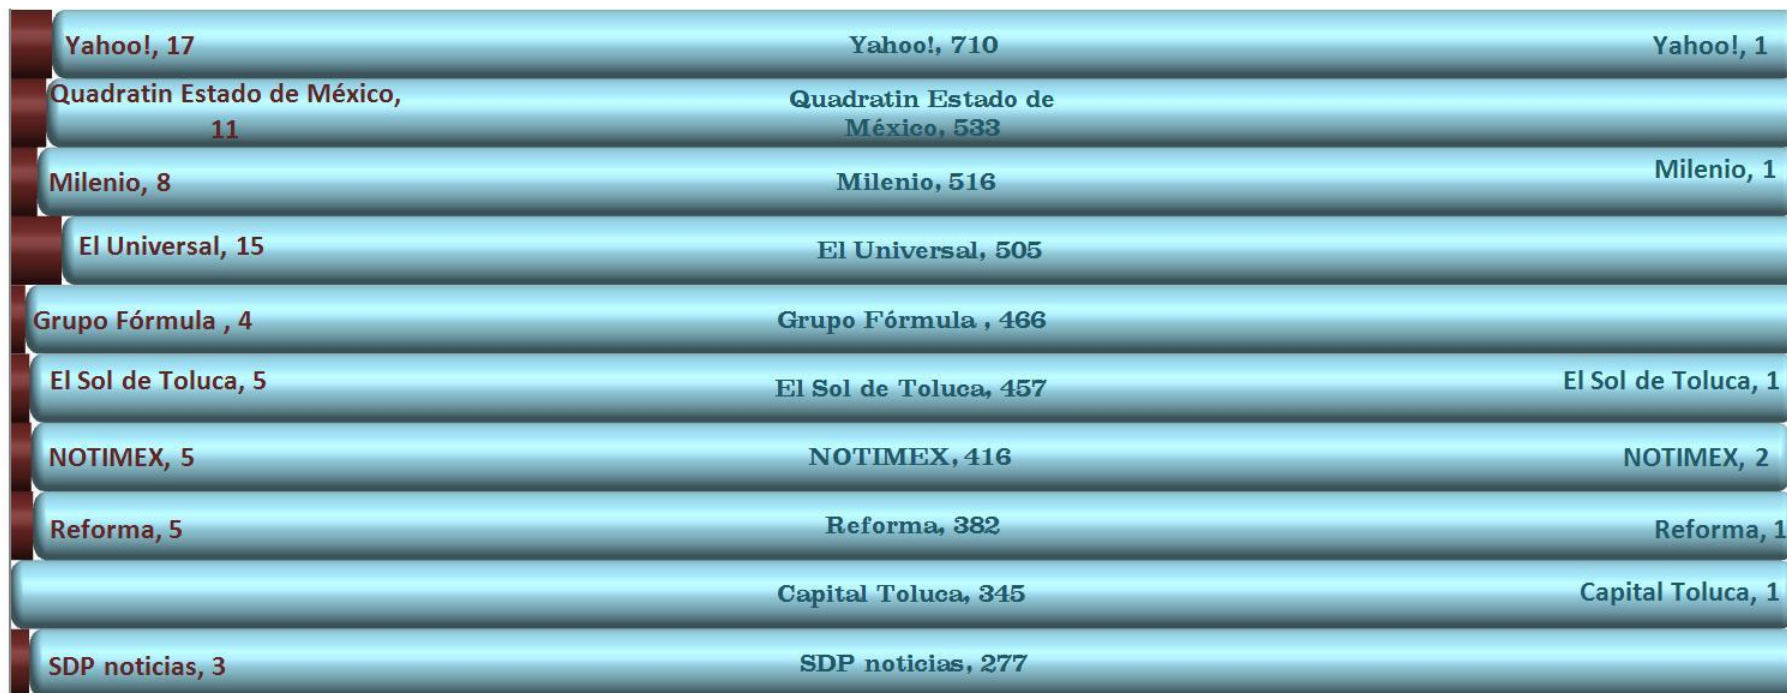 Yahoo!, 17 Yahoo!, 710 Yahoo!, 1
Quadratin Estado de México,
11
Quadratin Estado de
México, 533
Milenio, 8 Milenio, 516 Milenio, 1
El Universal, 15 El Universal, 505
Grupo Fórmula , 4 Grupo Fórmula , 466
El Sol de Toluca, 5 El Sol de Toluca, 457 El Sol de Toluca, 1
NOTIMEX, 5 NOTIMEX, 416 NOTIMEX, 2
Reforma, 5 Reforma, 382 Reforma, 1
Capital Toluca, 345 Capital Toluca, 1
SDP noticias, 3 SDP noticias, 277